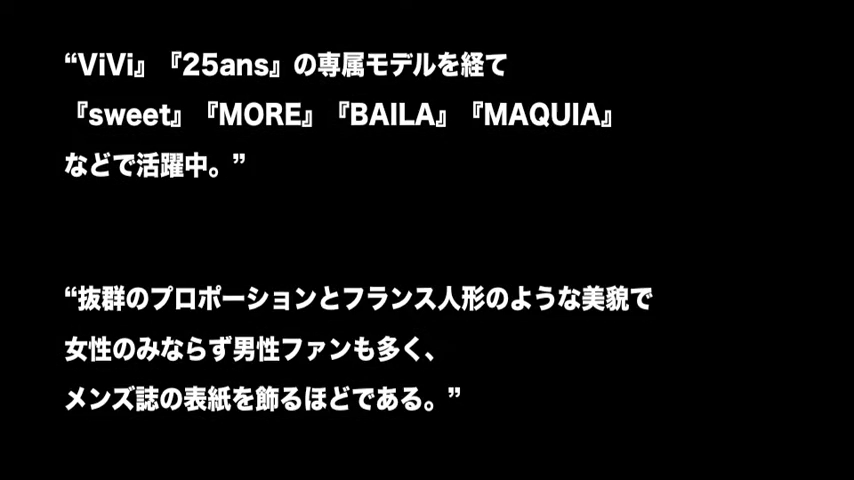 “ViVi』『25ans』の専属モデルを経て
『sweet』『MORE』『BAILA』『MAQUIA』
などで活躍中。”
“抜群のプロポーションとフランス人形のような美貌で
女性のみならず男性ファンも多く、
メンズ誌の表紙を飾るほどである。”